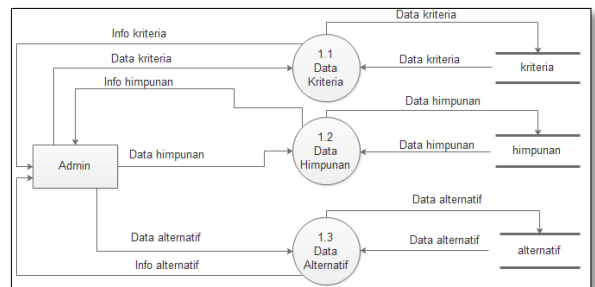 Data kriteria
Info kriteria
Data kriteria
Info himpunan
1.1
Data
Kriteria
Data kriteria
kriteria
Data himpunan
Admin
Data himpunan
1.2
Data
Himpunan
Data himpunan
himpunan
Data alternatif
Data alternatif
Info alternatif
1.3
Data
Alternatif
Data alternatif
alternatif